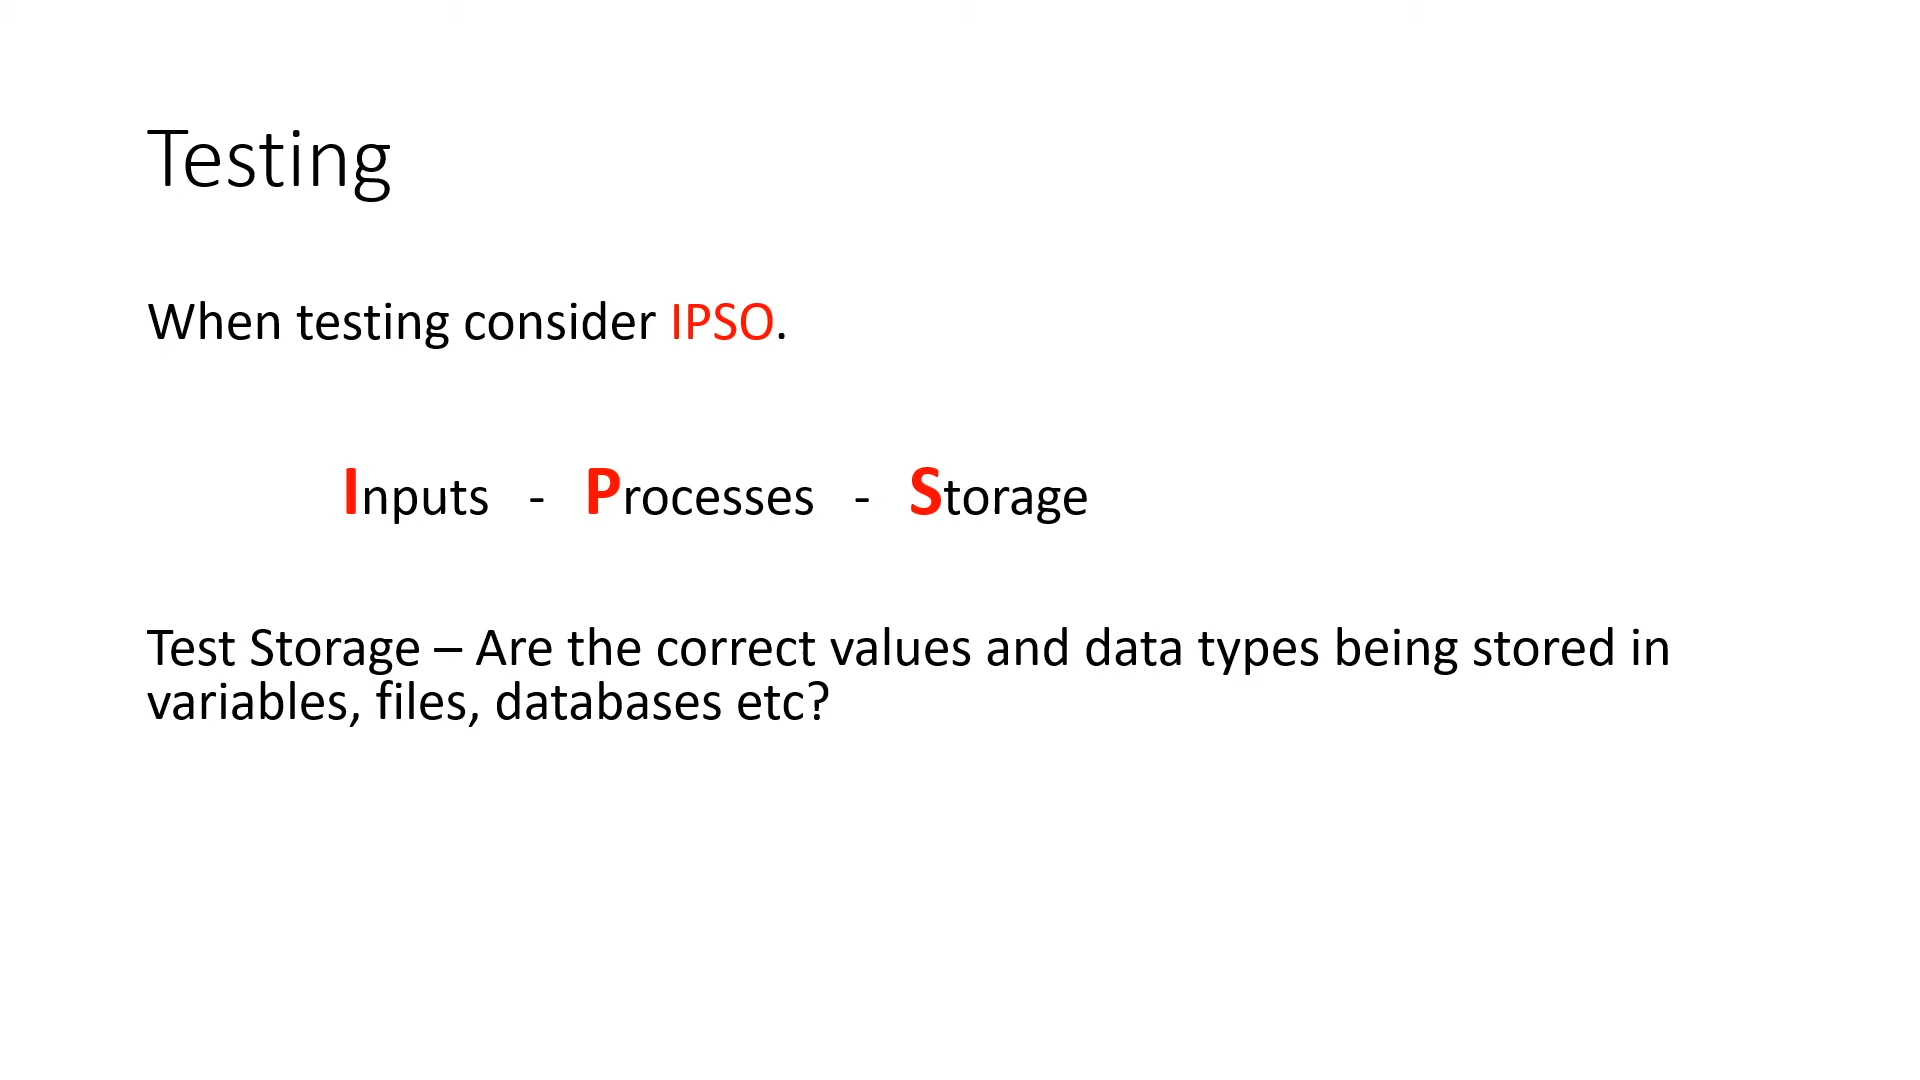 Testing
When testing consider IPSO.
Inputs - Processes - Storage
Test Storage – Are the correct values and data types being stored in
variables, files, databases etc?